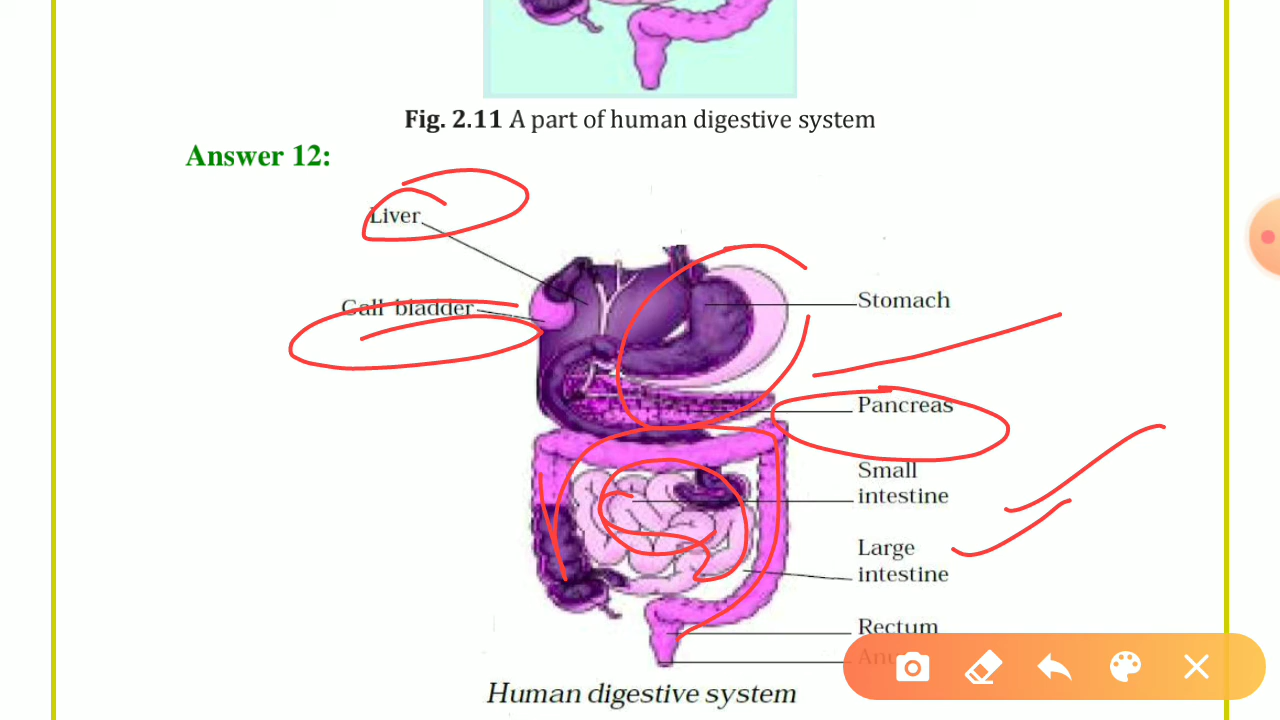 Fig. 2.11 A part of human digestive system
Answer 12:
Liver
Gall bladder
Stomach
Pancreas
Small
intestine
Large
intestine
Rectum
Anus
Human digestive system